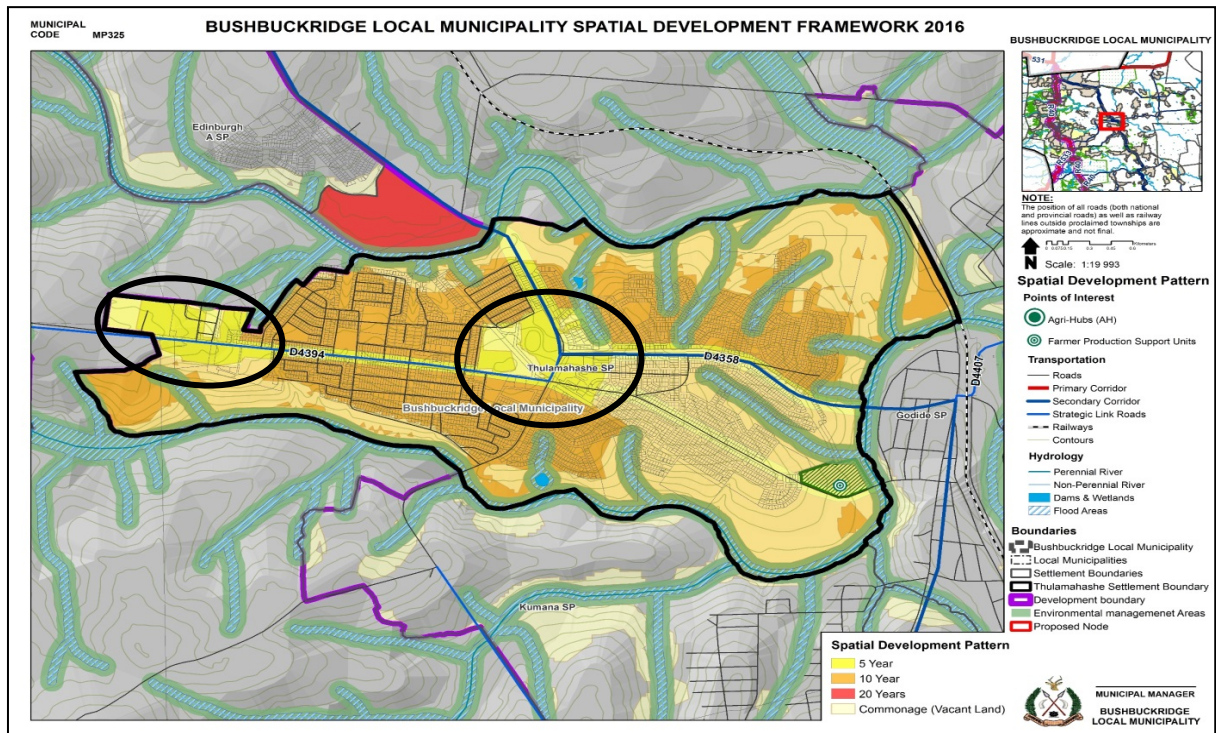 MUNICIPAL
CODE MP325
BUSHBUCKRIDGE LOCAL MUNICIPALITY SPATIAL DEVELOPMENT FRAMEWORK 2016
Edinburgh
A SP
D4394
Thulamahashe SP
D4358
Bushbuckridge Local Municipality
Godide SP
D4407
Kumana SP
Spatial Development Pattern
5 Year
10 Year
20 Years
Commonage (Vacant Land)
BUSHBUCKRIDGE LOCAL MUNICIPALITY
531
R40
NOTE:
The position of all roads (both national
and provincial roads) as well as railway
lines outside proclaimed townships are
approximate and not final.
N
Scale: 1:19 993
Spatial Development Pattern
Points of Interest
Agri-Hubs (AH)
Farmer Production Support Units
Transportation
Roads
Primary Corridor
Secondary Corridor
Strategic Link Roads
Railways
Contours
Hydrology
Perennial River
Non-Perennial River
Dams & Wetlands
Flood Areas
Boundaries
Bushbuckridge Local Municipality
Local Municipalities
Settlement Boundaries
Thulamahashe Settlement Boundary
Development boundary
Environmental managemenet Areas
Proposed Node
MUNICIPAL MANAGER
BUSHBUCKRIDGE
LOCAL MUNICIPALITY